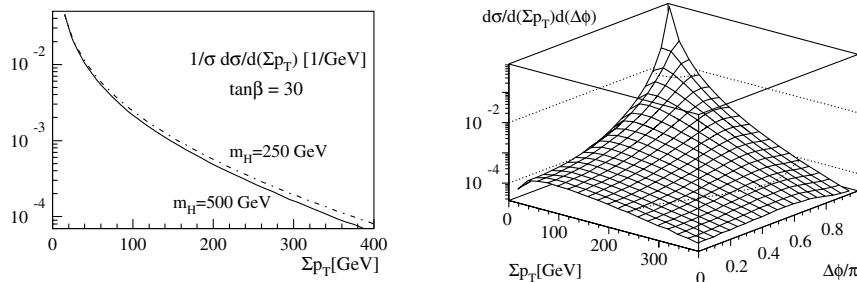 1/σ dσ/d(Σp_T) [1/GeV]
tanβ = 30
m_H=250 GeV
m_H=500 GeV
10^-2
10^-3
10^-4
0 100 200 300 400
Σp_T[GeV]
dσ/d(Σp_T)d(Δϕ)
10^-2
10^-4
0 100 200 300
Σp_T[GeV]
0 0.2 0.4 0.6 0.8
Δϕ/π